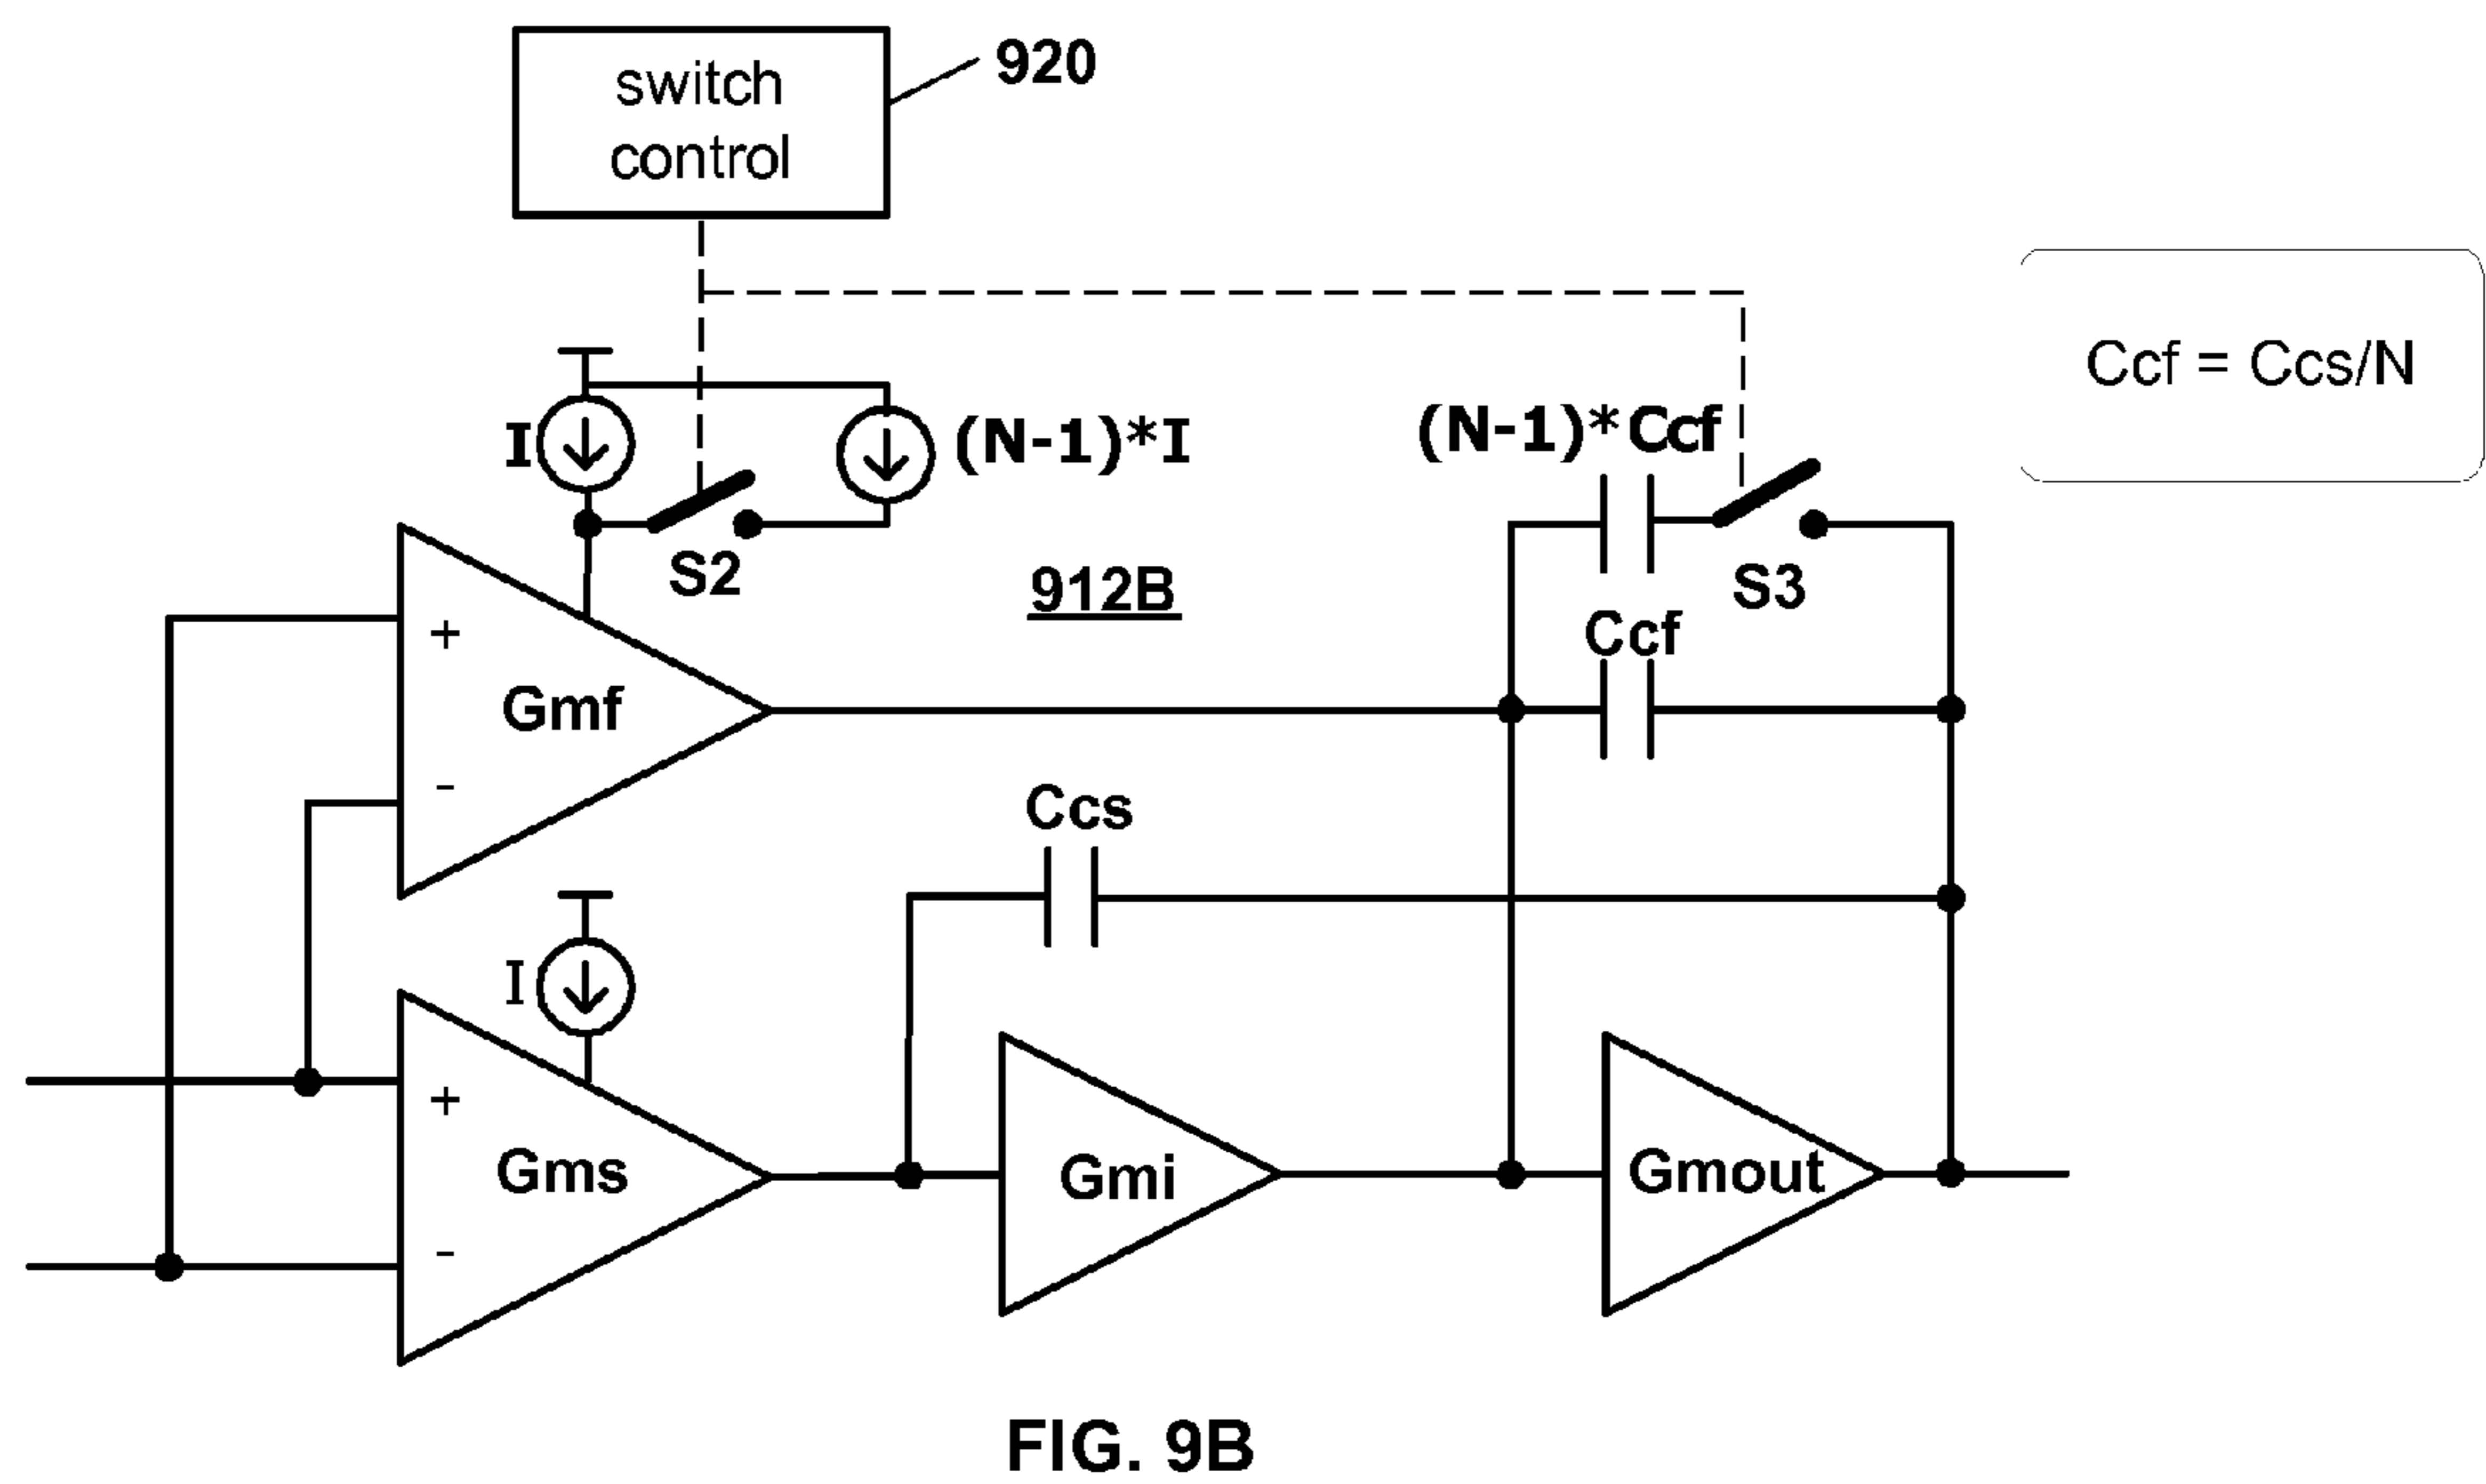 switch
control
920
I
(N-1)*I
(N-1)*Ccf
Ccf = Ccs/N
S2
912B
S3
Ccf
+
Gmf
-
Ccs
I
+
Gms
-
Gmi
Gmout
FIG. 9B